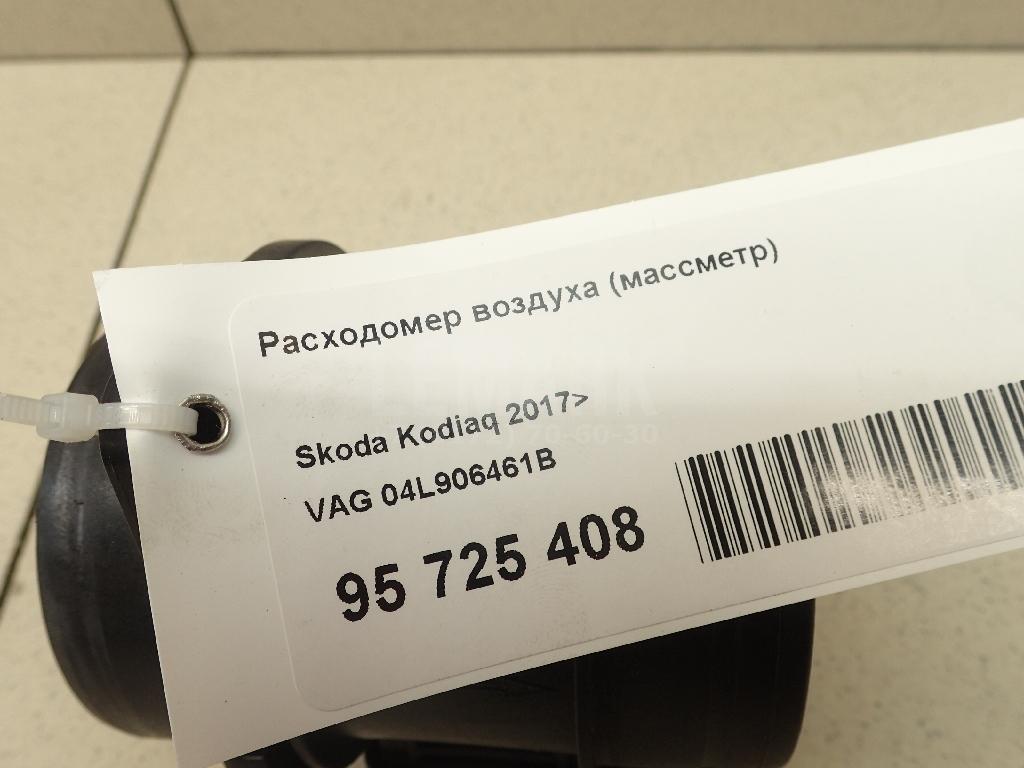 Расходомер воздуха (массметр)
Skoda Kodiaq 2017>
VAG 04L906461B
95 725 408